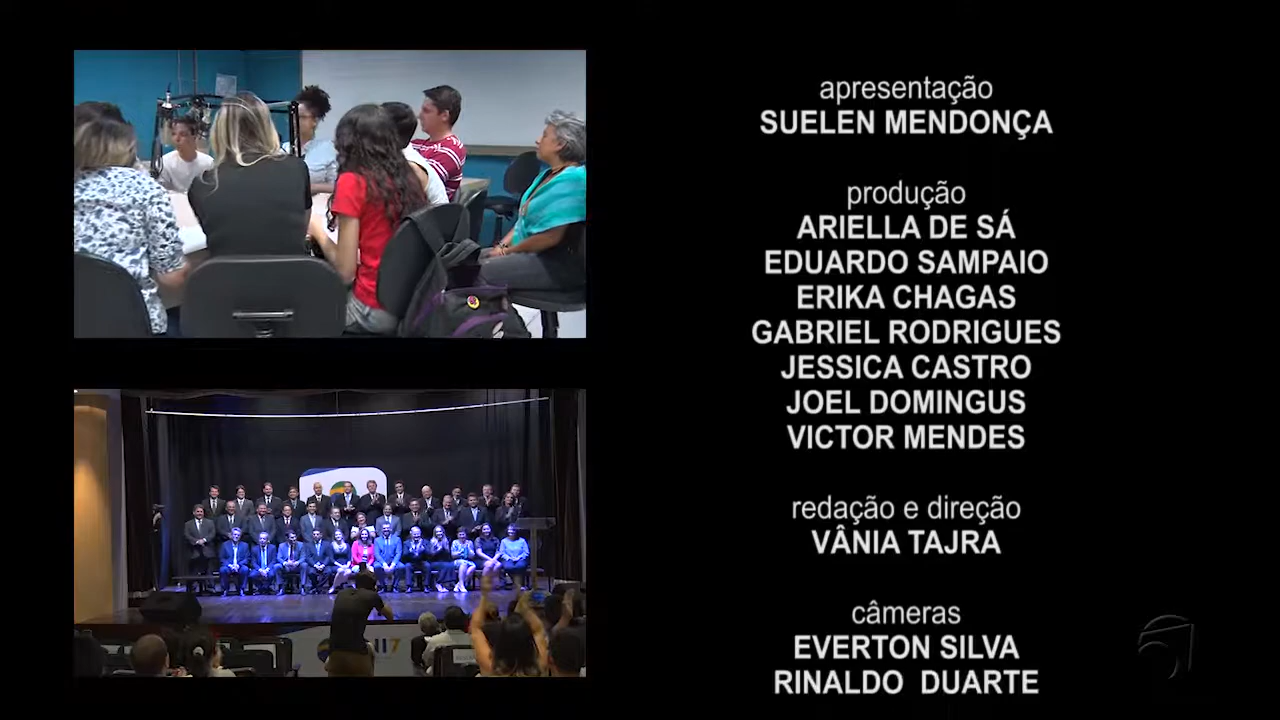 apresentação
SUELEN MENDONÇA
produção
ARIELLA DE SÁ
EDUARDO SAMPAIO
ERIKA CHAGAS
GABRIEL RODRIGUES
JESSICA CASTRO
JOEL DOMINGUS
VICTOR MENDES
redação e direção
VÂNIA TAJRA
câmeras
EVERTON SILVA
RINALDO DUARTE